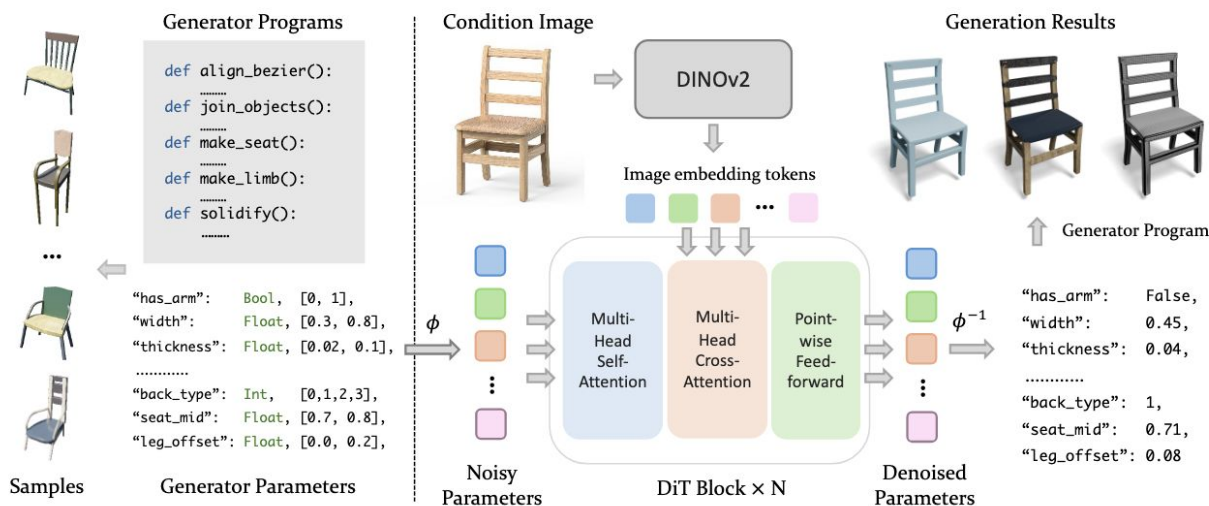 Generator Programs
def align_bezier():
.........
def join_objects():
.........
def make_seat():
.........
def make_limb():
.........
def solidify():
.........
...
“has_arm”: Bool, [0, 1],
“width”: Float, [0.3, 0.8],
“thickness”: Float, [0.02, 0.1],
............
“back_type”: Int, [0,1,2,3],
“seat_mid”: Float, [0.7, 0.8],
“leg_offset”: Float, [0.0, 0.2],
Samples
Generator Parameters
Condition Image
DINOv2
Image embedding tokens
...
ϕ
Multi-
Head
Self-
Attention
Multi-
Head
Cross-
Attention
Point-
wise
Feed-
forward
Noisy
Parameters
DiT Block × N
Denoised
Parameters
ϕ⁻¹
Generation Results
Generator Program
“has_arm”: False,
“width”: 0.45,
“thickness”: 0.04,
............
“back_type”: 1,
“seat_mid”: 0.71,
“leg_offset”: 0.08